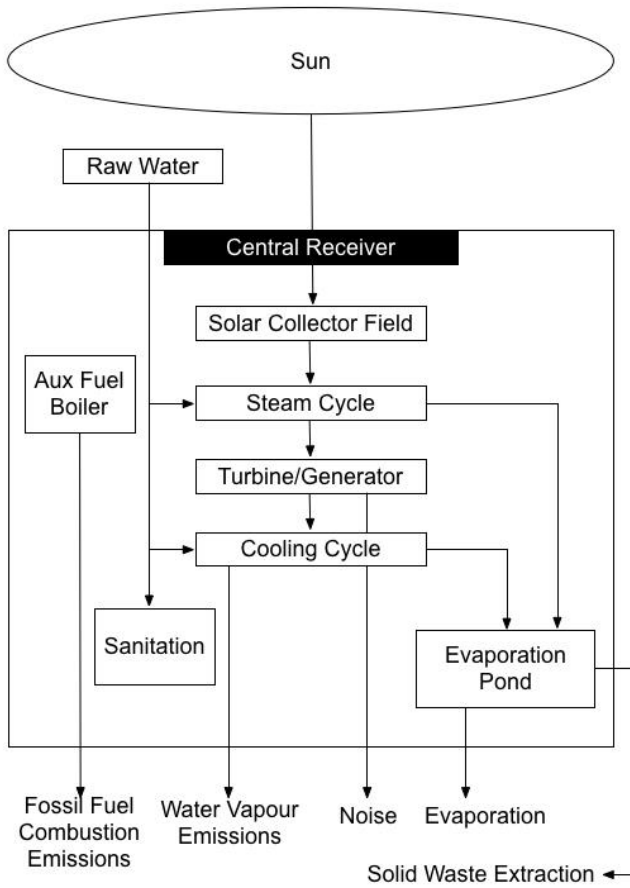 Sun
Raw Water
Central Receiver
Solar Collector Field
Aux Fuel
Boiler
Steam Cycle
Turbine/Generator
Cooling Cycle
Sanitation
Evaporation
Pond
Fossil Fuel
Combustion
Emissions
Water Vapour
Emissions
Noise
Evaporation
Solid Waste Extraction